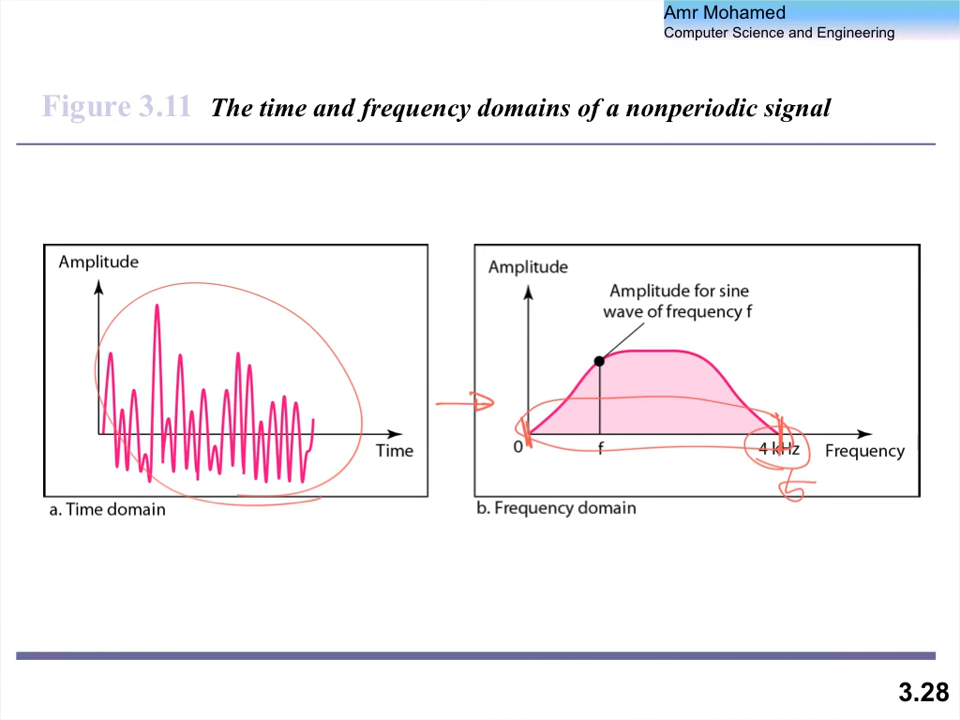 Amr Mohamed
Computer Science and Engineering
Figure 3.11 The time and frequency domains of a nonperiodic signal
Amplitude
Time
a. Time domain
Amplitude
Amplitude for sine
wave of frequency f
0
f
4 kHz
Frequency
5
b. Frequency domain
3.28